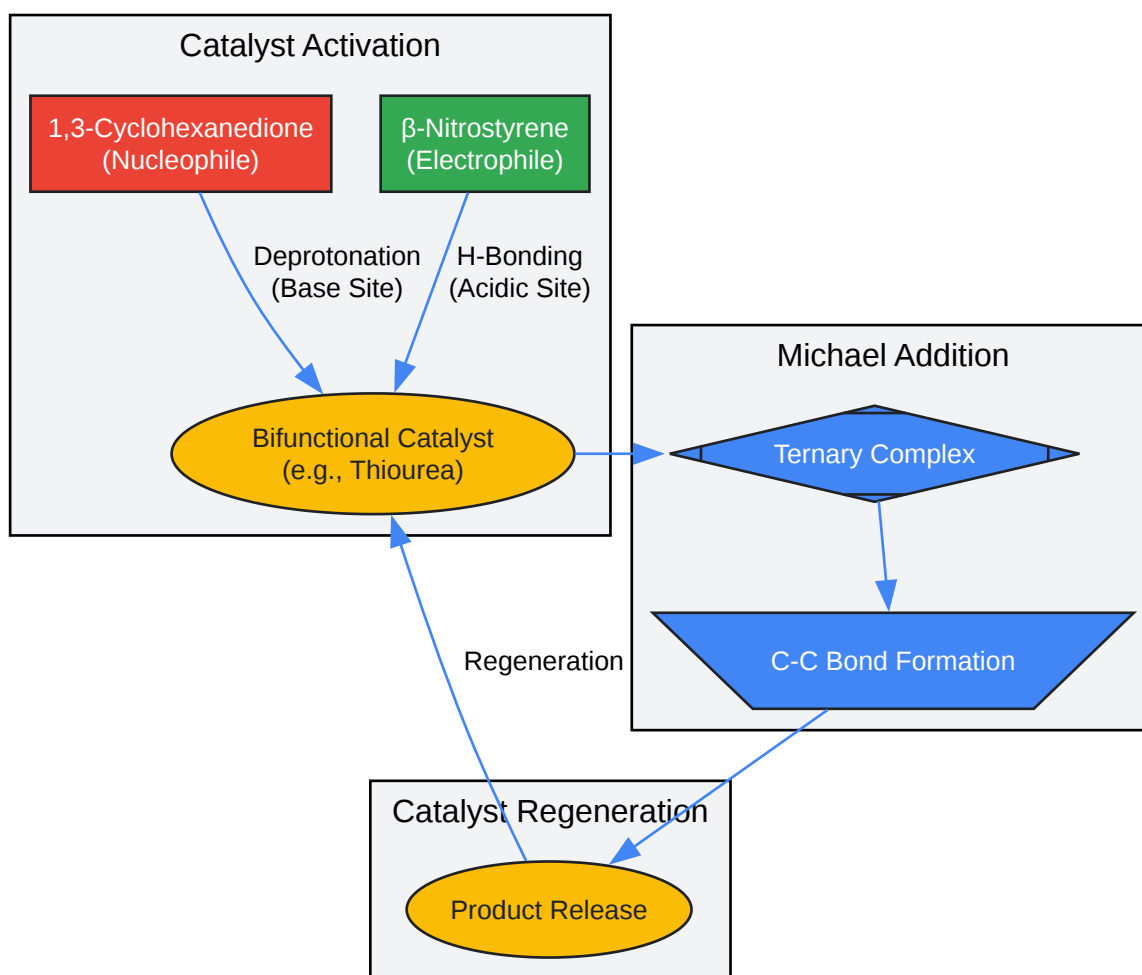 Catalyst Activation
1,3-Cyclohexanedione
(Nucleophile)
β-Nitrostyrene
(Electrophile)
Deprotonation
(Base Site)
H-Bonding
(Acidic Site)
Bifunctional Catalyst
(e.g., Thiourea)
Michael Addition
Ternary Complex
C-C Bond Formation
Regeneration
Catalyst Regeneration
Product Release